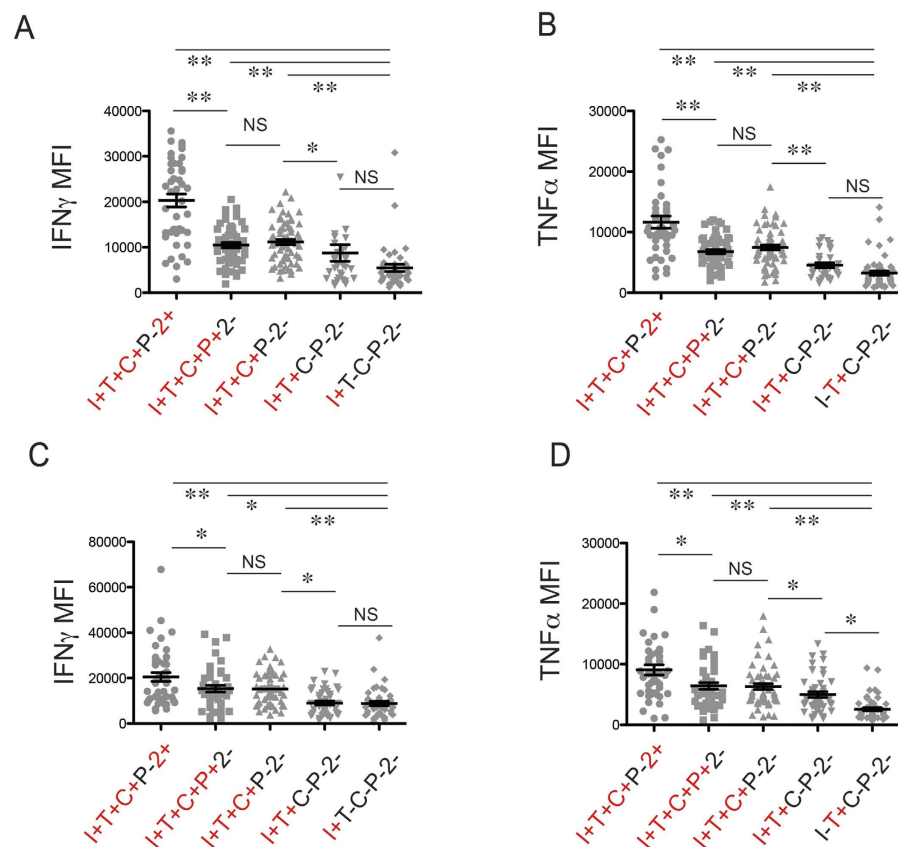 A
**
**
**
**
NS
*
NS
IFNγ MFI
40000
30000
20000
10000
0
I+T+C+P-2+
I+T+C+P+2-
I+T+C+P-2-
I+T+C-P-2-
I+T-C-P-2-
B
**
**
**
**
NS
**
NS
TNFα MFI
30000
20000
10000
0
I+T+C+P-2+
I+T+C+P+2-
I+T+C+P-2-
I+T+C-P-2-
I-T+C-P-2-
C
**
*
**
*
NS
*
NS
IFNγ MFI
80000
60000
40000
20000
0
I+T+C+P-2+
I+T+C+P+2-
I+T+C+P-2-
I+T+C-P-2-
I+T-C-P-2-
D
**
**
**
*
NS
*
*
TNFα MFI
30000
20000
10000
0
I+T+C+P-2+
I+T+C+P+2-
I+T+C+P-2-
I+T+C-P-2-
I-T+C-P-2-